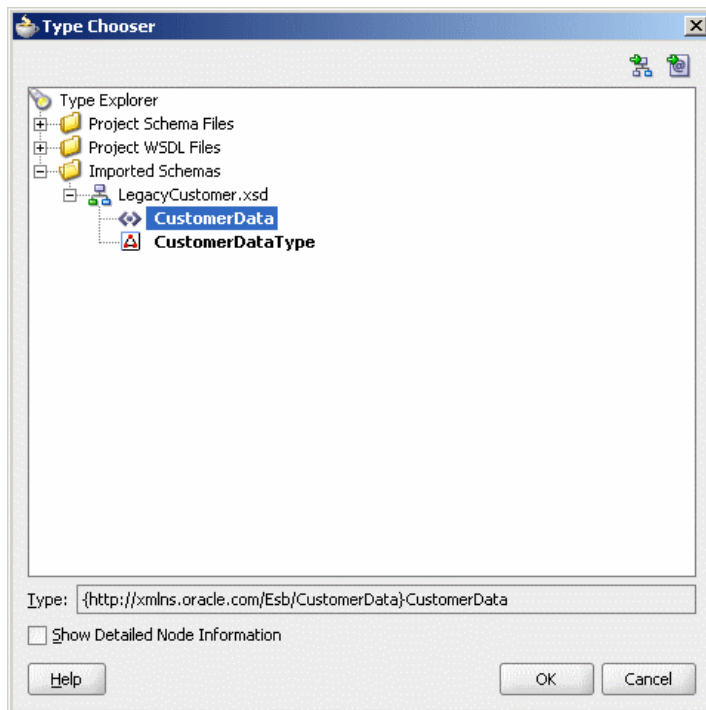 Type Chooser
Type Explorer
Project Schema Files
Project WSDL Files
Imported Schemas
LegacyCustomer.xsd
CustomerData
CustomerDataType
Type: {http://xmlns.oracle.com/Esb/CustomerData}CustomerData
Show Detailed Node Information
Help OK Cancel